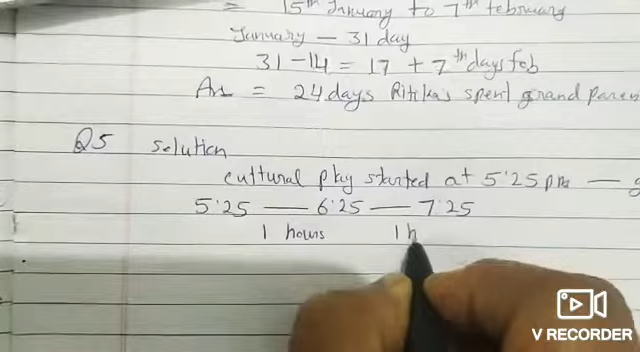 = 15th January to 7th february
January — 31 day
31 - 14 = 17 + 7th days feb
Ans = 24 days Ritikas spent grand paren
Q5 solution
cultural play started at 5:25 pm —
5:25 — 6:25 — 7:25
1 hours 1 h
V RECORDER